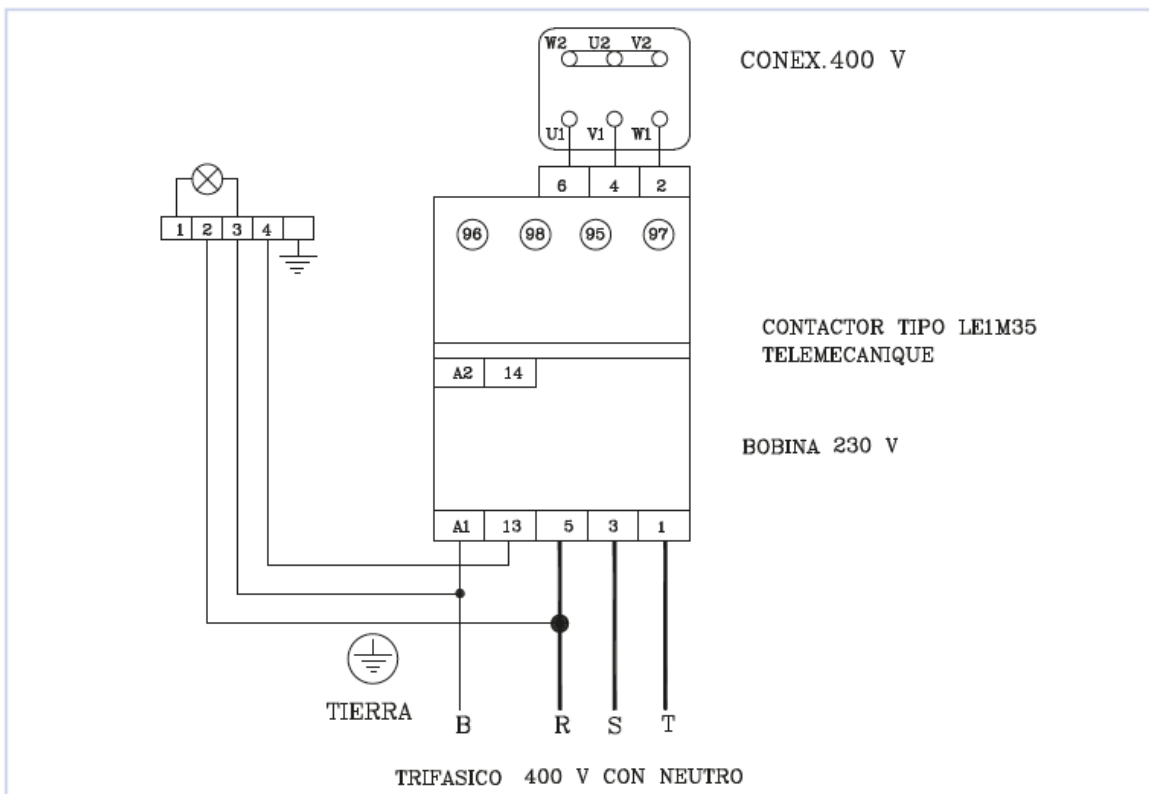 W2 U2 V2
CONEX.400 V
U1 V1 W1
6 4 2
1 2 3 4
96 98 95 97
CONTACTOR TIPO LE1M35
TELEMECANIQUE
A2 14
BOBINA 230 V
A1 13 5 3 1
TIERRA
B R S T
TRIFASICO 400 V CON NEUTRO